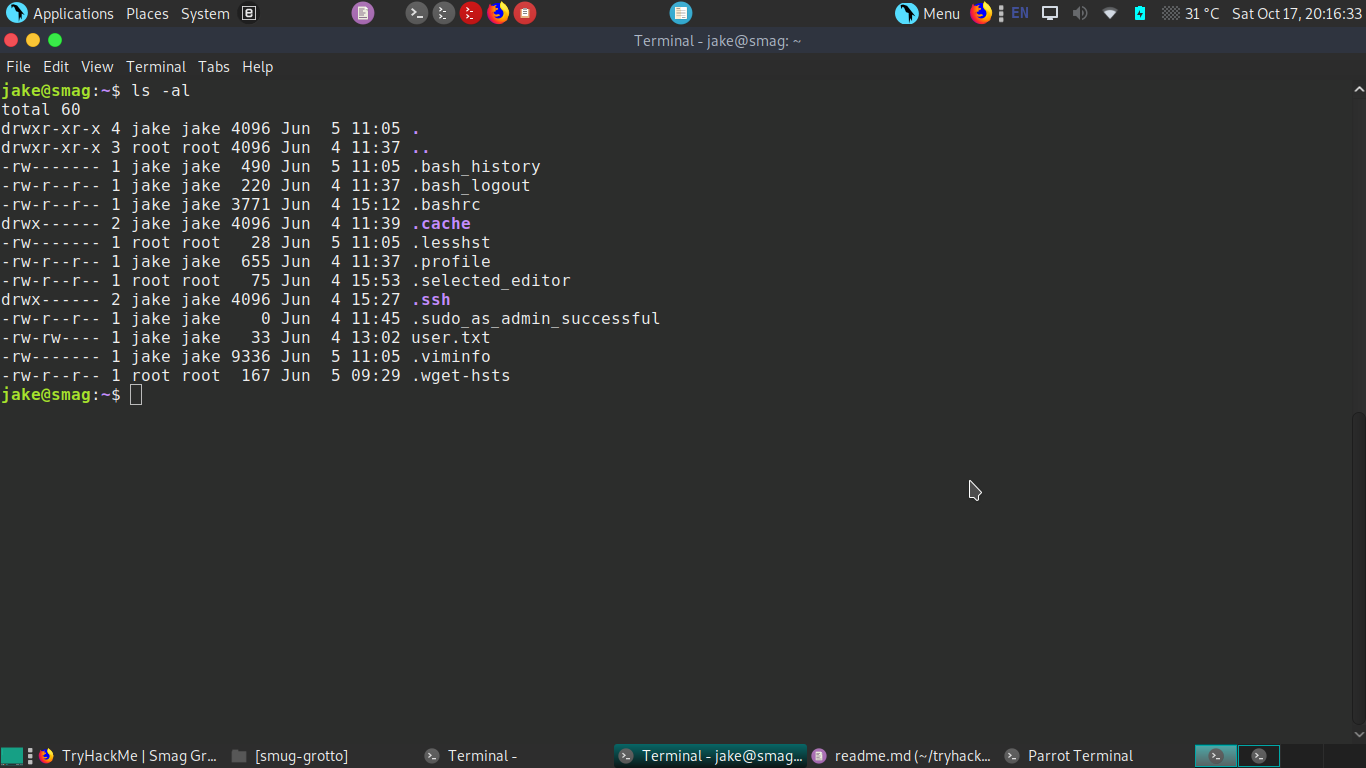 Applications Places System
Menu EN 31 °C Sat Oct 17, 20:16:33
Terminal - jake@smag: ~
File Edit View Terminal Tabs Help
jake@smag:~$ ls -al
total 60
drwxr-xr-x 4 jake jake 4096 Jun  5 11:05 .
drwxr-xr-x 3 root root 4096 Jun  4 11:37 ..
-rw------- 1 jake jake  490 Jun  5 11:05 .bash_history
-rw-r--r-- 1 jake jake  220 Jun  4 11:37 .bash_logout
-rw-r--r-- 1 jake jake 3771 Jun  4 15:12 .bashrc
drwx------ 2 jake jake 4096 Jun  4 11:39 .cache
-rw------- 1 root root   28 Jun  5 11:05 .lesshst
-rw-r--r-- 1 jake jake  655 Jun  4 11:37 .profile
-rw-r--r-- 1 root root   75 Jun  4 15:53 .selected_editor
drwx------ 2 jake jake 4096 Jun  4 15:27 .ssh
-rw-r--r-- 1 jake jake    0 Jun  4 11:45 .sudo_as_admin_successful
-rw-rw---- 1 jake jake   33 Jun  4 13:02 user.txt
-rw------- 1 jake jake 9336 Jun  5 11:05 .viminfo
-rw-r--r-- 1 root root  167 Jun  5 09:29 .wget-hsts
jake@smag:~$
TryHackMe | Smag Gr... [smug-grotto] Terminal - Terminal - jake@smag... readme.md (~/tryhack... Parrot Terminal